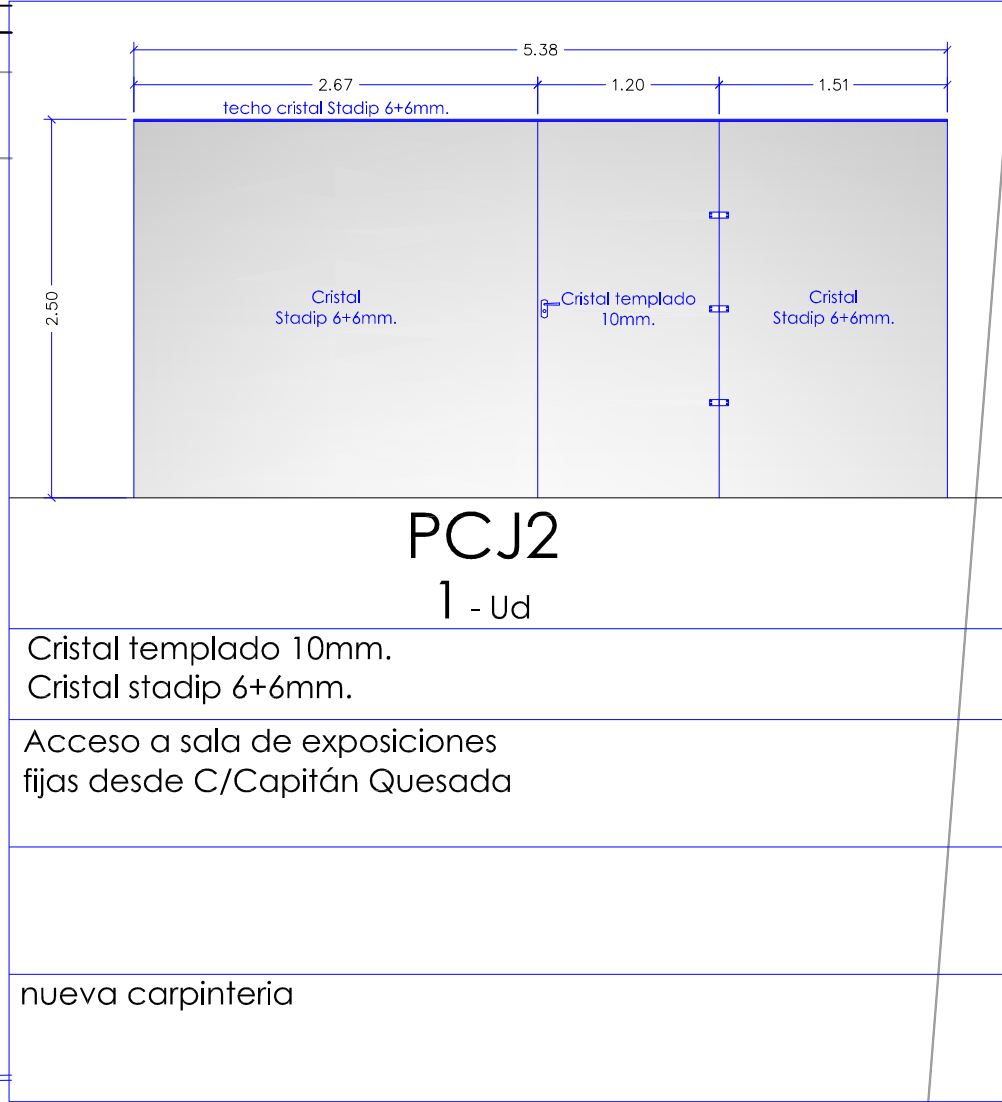 5.38
2.67
1.20
1.51
techo cristal Stadip 6+6mm.
2.50
Cristal
Stadip 6+6mm.
Cristal templado
10mm.
Cristal
Stadip 6+6mm.
PCJ2
1 - Ud
Cristal templado 10mm.
Cristal stadip 6+6mm.
Acceso a sala de exposiciones
fijas desde C/Capitán Quesada
nueva carpinteria